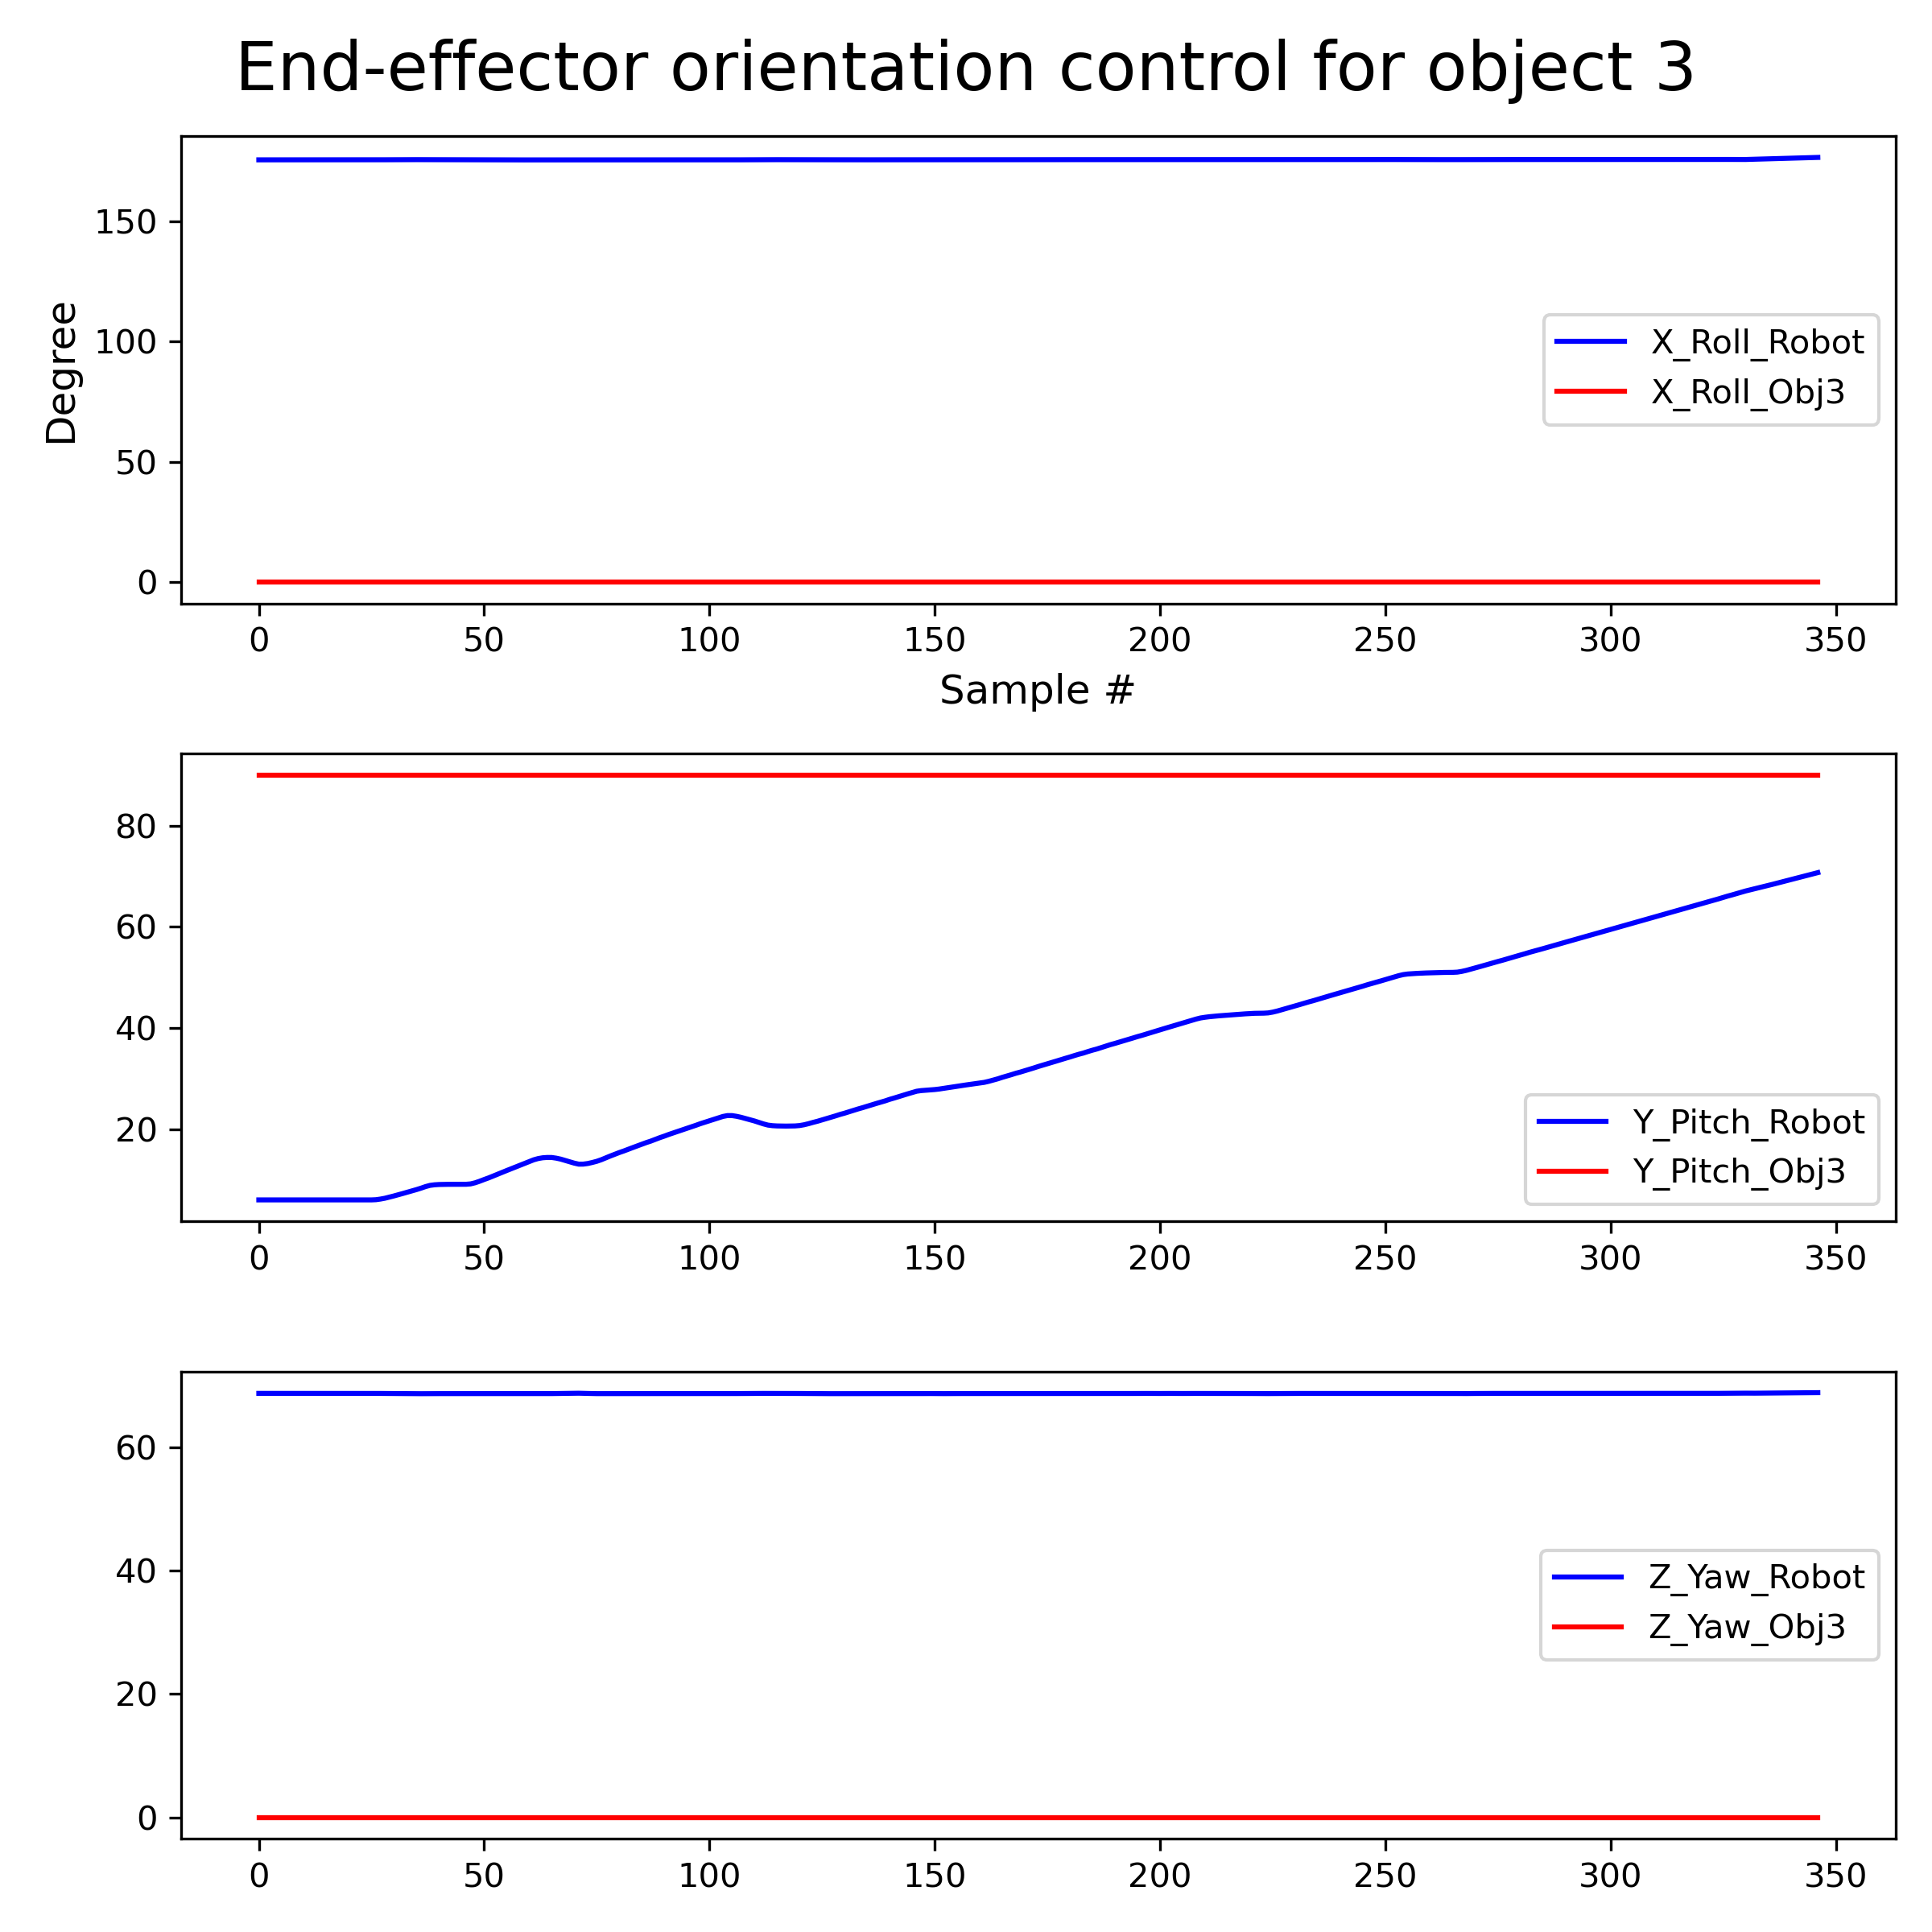 End-effector orientation control for object 3
150
100
50
0
Degree
X_Roll_Robot
X_Roll_Obj3
0 50 100 150 200 250 300 350
Sample #
80
60
40
20
Y_Pitch_Robot
Y_Pitch_Obj3
0 50 100 150 200 250 300 350
60
40
20
0
Z_Yaw_Robot
Z_Yaw_Obj3
0 50 100 150 200 250 300 350